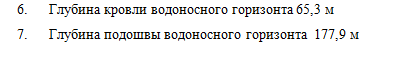 6. Глубина кровли водоносного горизонта 65,3 м
7. Глубина подошвы водоносного горизонта 177,9 м